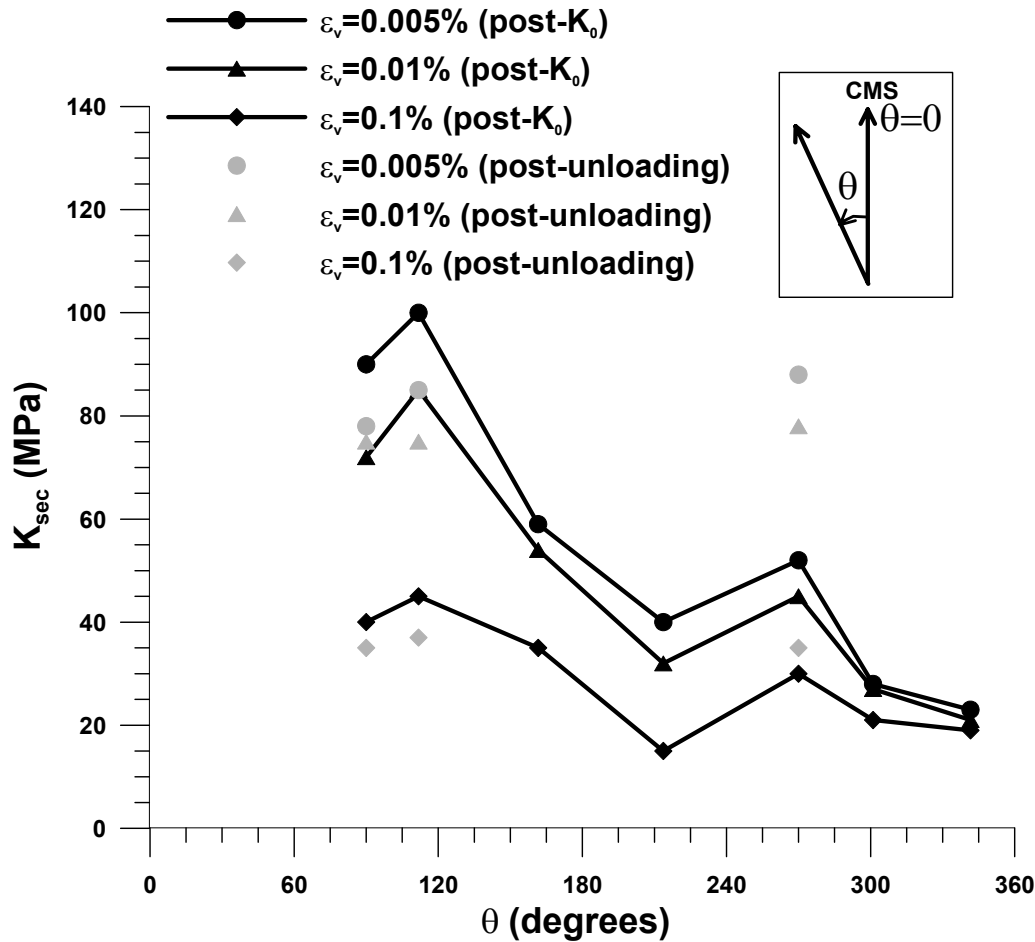 εv=0.005% (post-K0)
εv=0.01% (post-K0)
εv=0.1% (post-K0)
εv=0.005% (post-unloading)
εv=0.01% (post-unloading)
εv=0.1% (post-unloading)
CMS
θ=0
θ
140
120
100
80
60
40
20
0
Ksec (MPa)
0 60 120 180 240 300 360
θ (degrees)